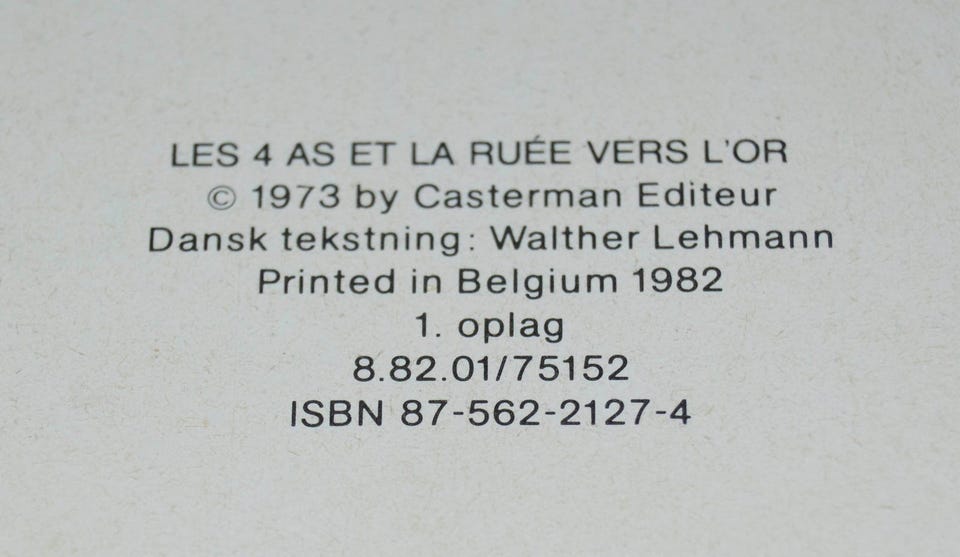 LES 4 AS ET LA RUÉE VERS L'OR
© 1973 by Casterman Editeur
Dansk tekstning: Walther Lehmann
Printed in Belgium 1982
1. oplag
8.82.01/75152
ISBN 87-562-2127-4